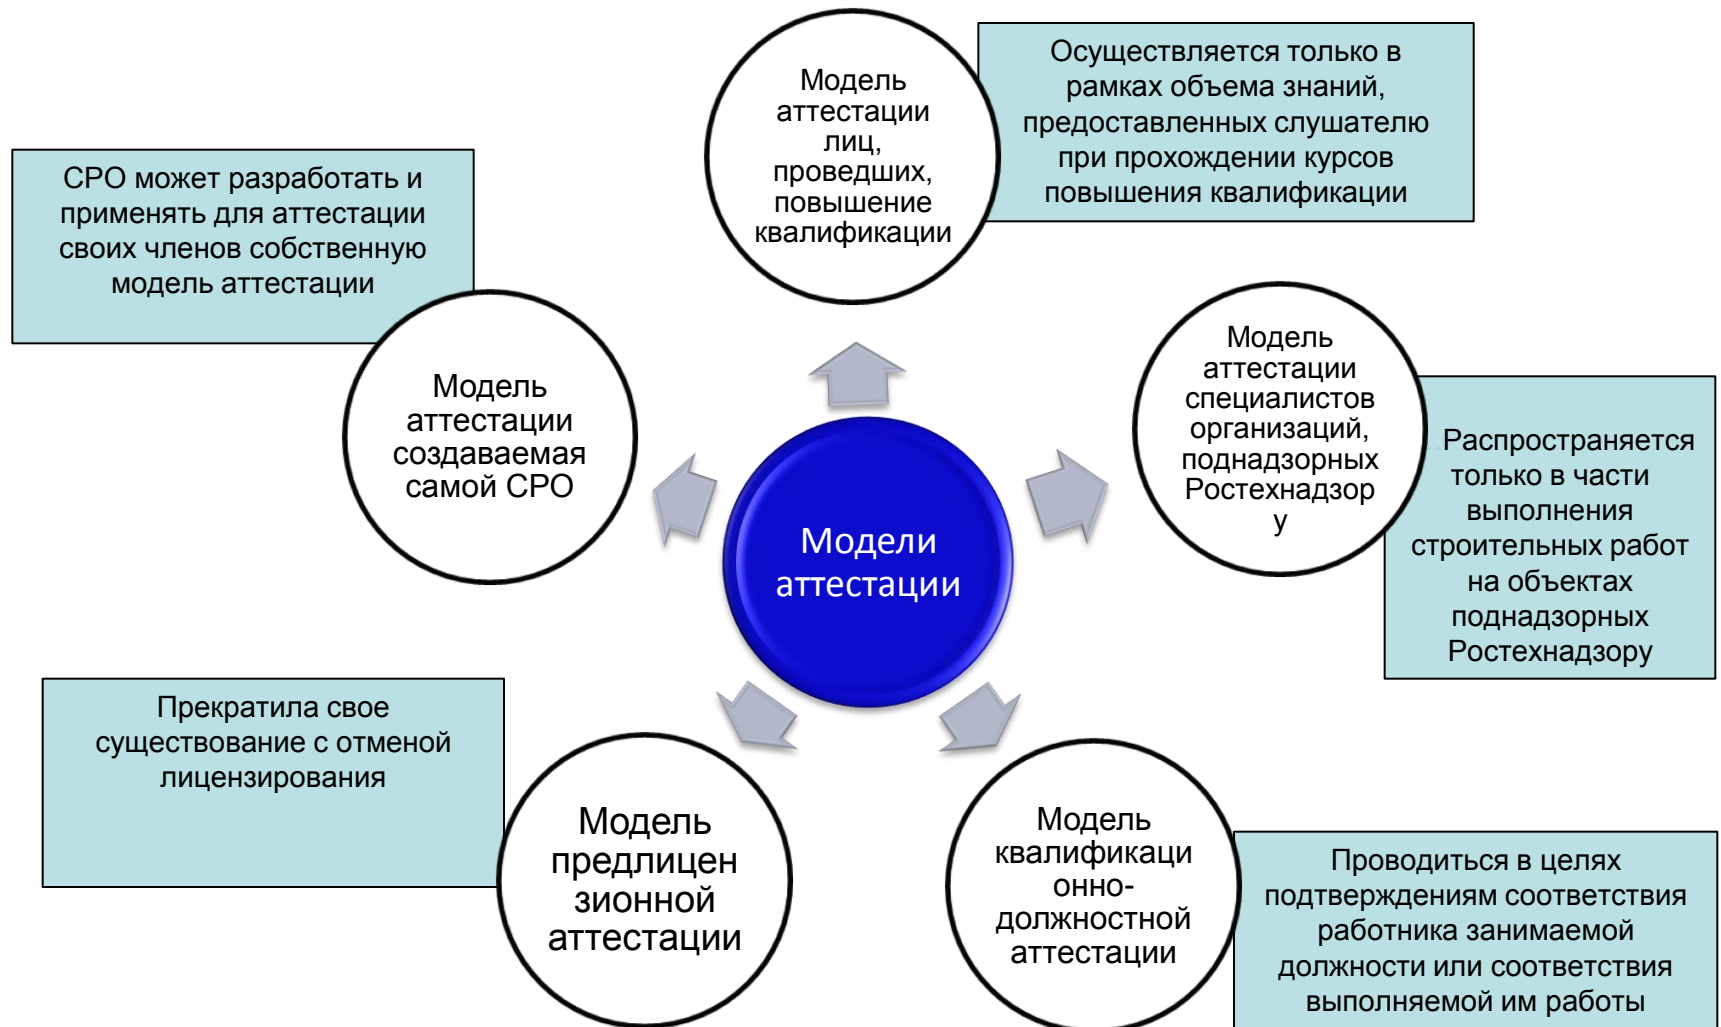 Модель
аттестации
лиц,
проведших,
повышение
квалификации
Осуществляется только в
рамках объема знаний,
предоставленных слушателю
при прохождении курсов
повышения квалификации
СРО может разработать и
применять для аттестации
своих членов собственную
модель аттестации
Модель
аттестации
создаваемая
самой СРО
Модель
аттестации
специалистов
организаций,
поднадзорных
Ростехнадзор
у
Распространяется
только в части
выполнения
строительных работ
на объектах
поднадзорных
Ростехнадзору
Модели
аттестации
Прекратила свое
существование с отменой
лицензирования
Модель
предлицен
зионной
аттестации
Модель
квалификаци
онно-
должностной
аттестации
Проводиться в целях
подтверждениям соответствия
работника занимаемой
должности или соответствия
выполняемой им работы